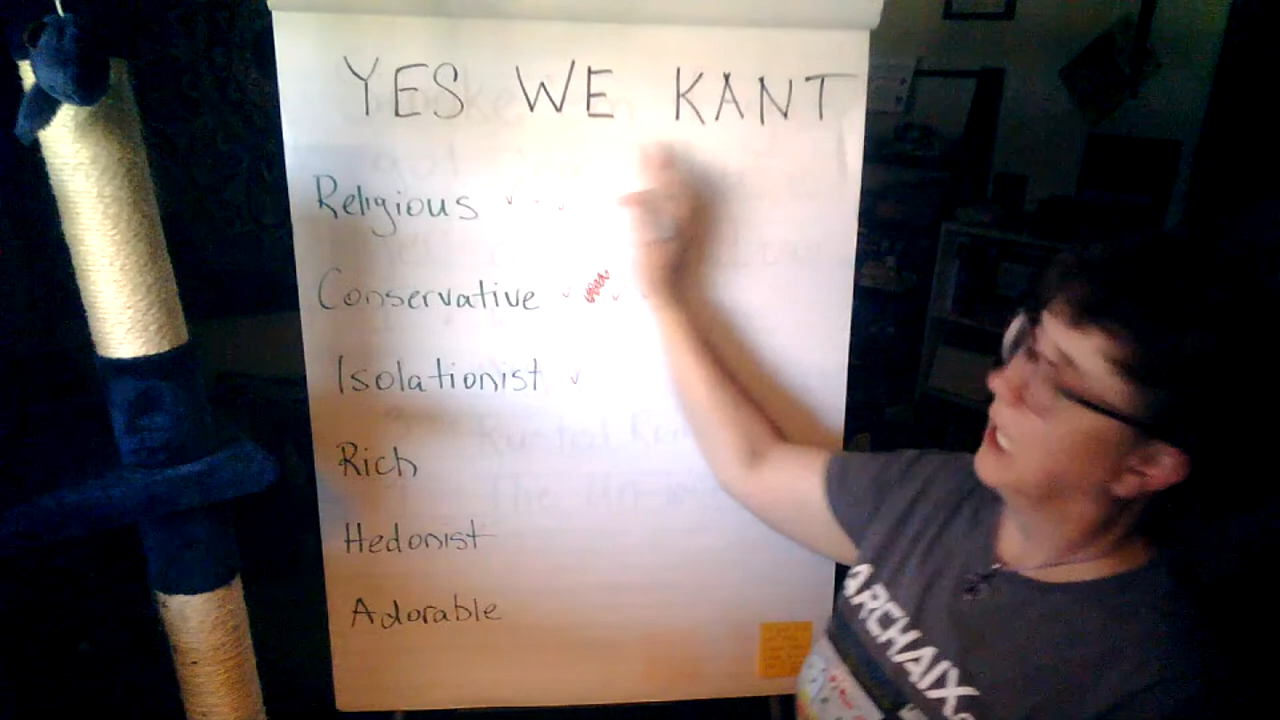 YES WE KANT
Religious
Conservative
Isolationist
Rich
Hedonist
Adorable
ARCHAIX